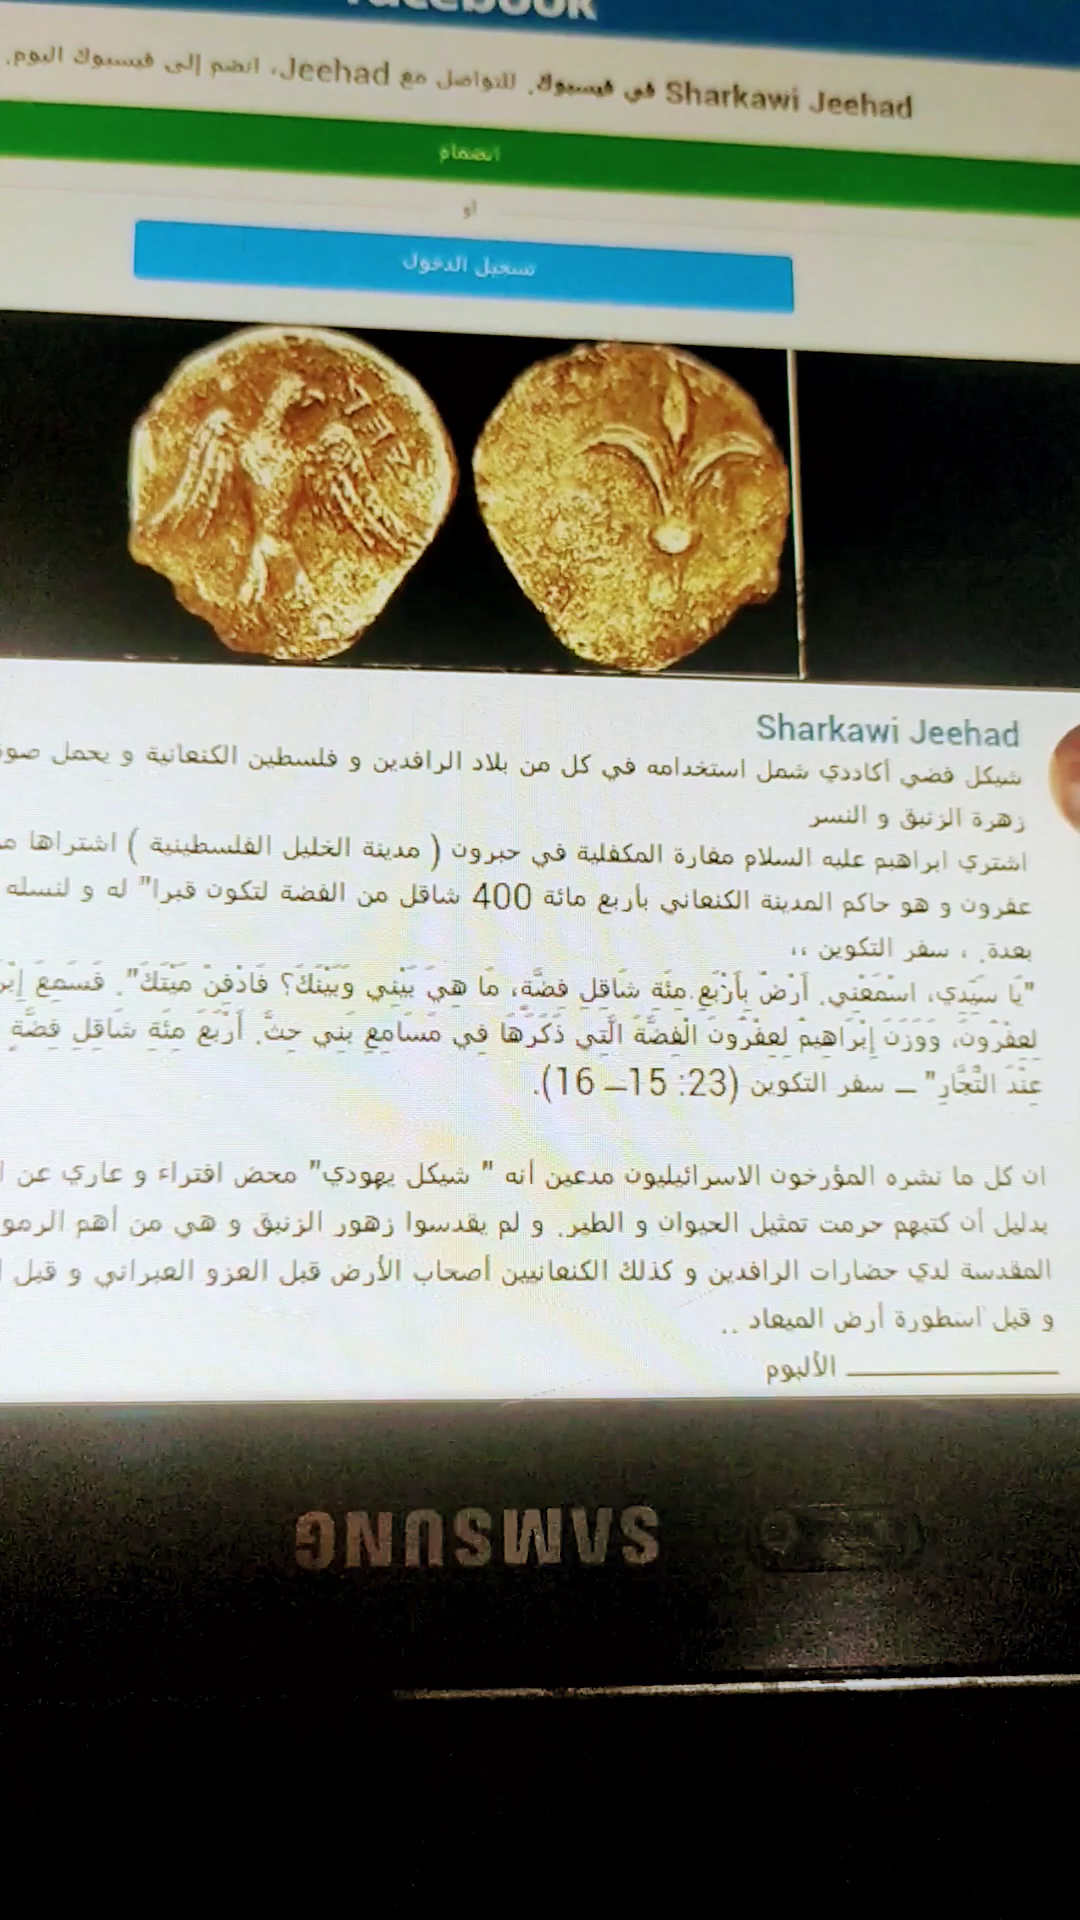 facebook
Sharkawi Jeehad في فيسبوك. للتواصل مع Jeehad، انضم إلى فيسبوك اليوم.
انضمام
او
تسجيل الدخول
Sharkawi Jeehad
شيكل فضي أكاددي شمل استخدامه في كل من بلاد الرافدين و فلسطين الكنعانية و يحمل
زهرة الزنبق و النسر
اشتري ابراهيم عليه السلام مغارة المكفلية في حبرون ( مدينة الخليل الفلسطينية ) اشتراها
عفرون و هو حاكم المدينة الكنعاني بأربع مائة 400 شاقل من الفضة لتكون قبرا" له و لنسله
بعدة . ، سفر التكوين ،،
"يَا سَيِّدِي، اسْمَعْنِي. أَرْضٌ بِأَرْبَعِ مِئَةِ شَاقِلِ فِضَّةٍ، مَا هِيَ بَيْنِي وَبَيْنَكَ؟ فَادْفِنْ مَيْتَكَ". فَسَمِعَ
لِعِفْرُونَ، وَوَزَنَ إِبْرَاهِيمُ لِعِفْرُونَ الْفِضَّةَ الَّتِي ذَكَرَهَا فِي مَسَامِعِ بَنِي حِثَّ. أَرْبَعَ مِئَةِ شَاقِلِ فِضَّةٍ
عِنْدَ التُّجَّارِ" – سفر التكوين (23: 15– 16).
ان كل ما نشره المؤرخون الاسرائيليون مدعين أنه " شيكل يهودي" محض افتراء و عاري عن
بدليل أن كتبهم حرمت تمثيل الحيوان و الطير. و لم يقدسوا زهور الزنبق و هي من أهم
المقدسة لدي حضارات الرافدين و كذلك الكنعانيين أصحاب الأرض قبل الغزو العبراني و قبل
و قبل اسطورة أرض الميعاد ..
_________ الألبوم
SAMSUNG